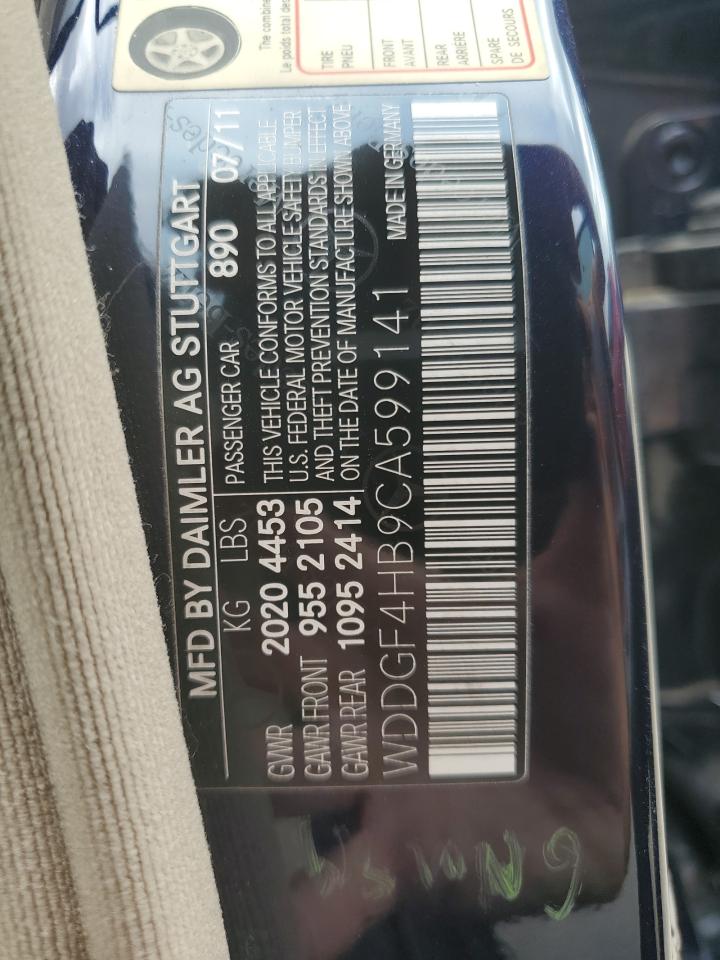 The combine
Le poids total des
TIRE
PNEU
FRONT
AVANT
REAR
ARRIÈRE
SPARE
DE SECOURS
MFD BY DAIMLER AG STUTTGART
KG LBS PASSENGER CAR 890 07/11
GVWR 2020 4453 THIS VEHICLE CONFORMS TO ALL APPLICABLE
GAWR FRONT 955 2105 U.S. FEDERAL MOTOR VEHICLE SAFETY BUMPER
GAWR REAR 1095 2414 AND THEFT PREVENTION STANDARDS IN EFFECT
ON THE DATE OF MANUFACTURE SHOWN ABOVE
WDDGF4HB9CA599141 MADE IN GERMANY